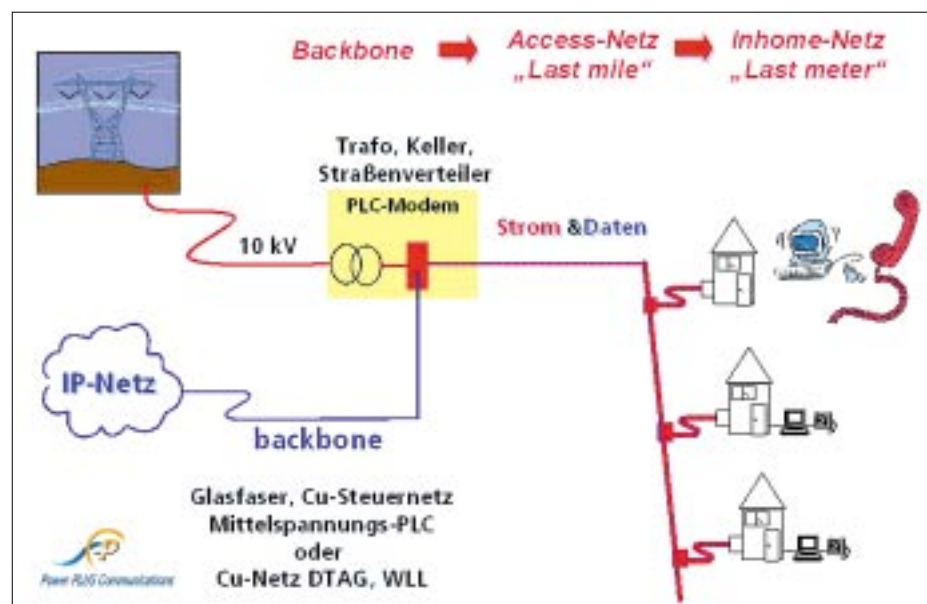 Backbone
Access-Netz
„Last mile“
Inhome-Netz
„Last meter“
Trafo, Keller,
Straßenverteiler
PLC-Modem
10 kV
Strom &Daten
IP-Netz
backbone
Glasfaser, Cu-Steuernetz
Mittelspannungs-PLC
oder
Cu-Netz DTAG, WLL
Power PLUS Communications